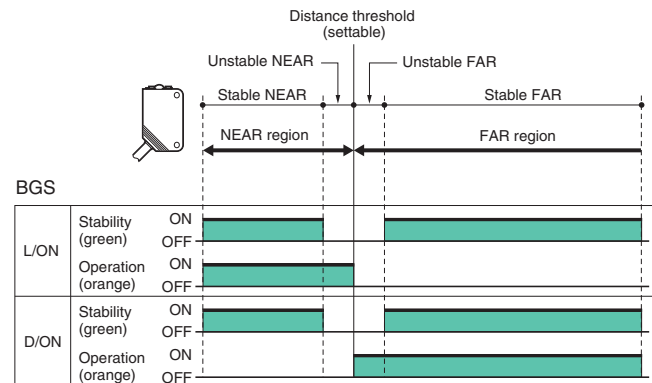 Distance threshold
(settable)
Unstable NEAR
Unstable FAR
Stable NEAR
Stable FAR
NEAR region
FAR region
BGS
L/ON
Stability
(green)
ON
OFF
Operation
(orange)
ON
OFF
D/ON
Stability
(green)
ON
OFF
Operation
(orange)
ON
OFF